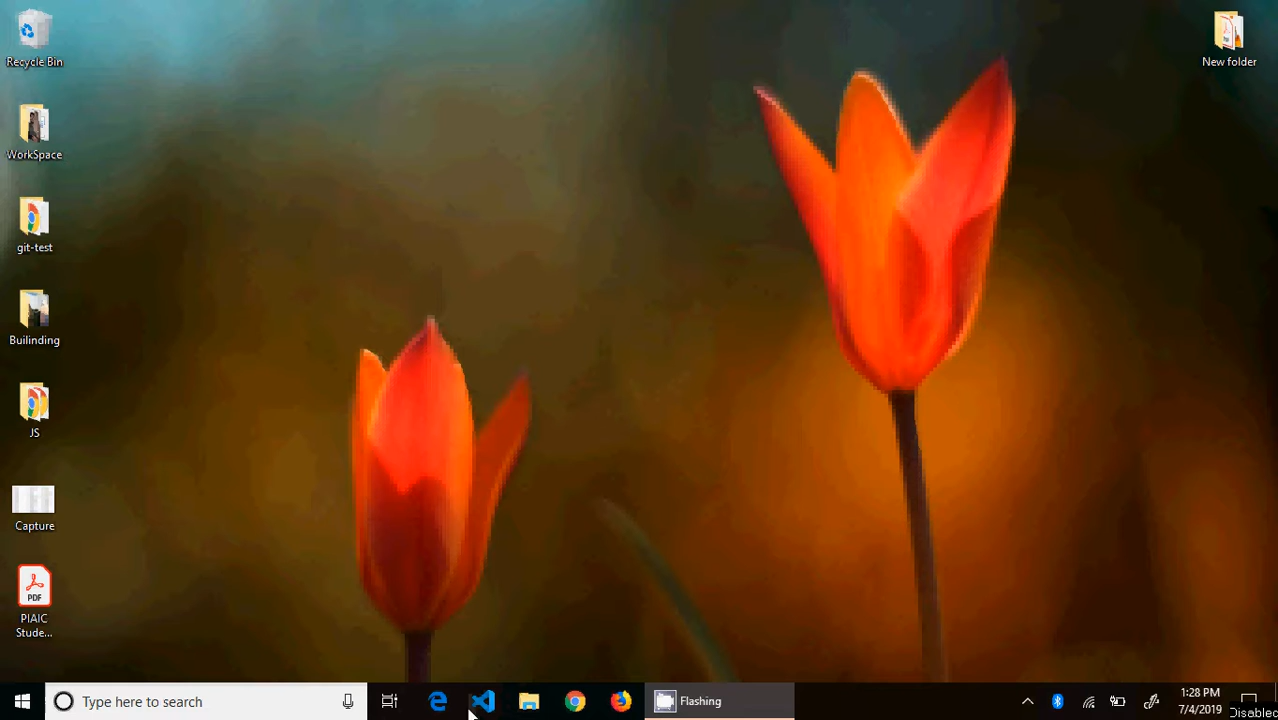 Recycle Bin
New folder
WorkSpace
git-test
Builinding
JS
Capture
PDF
PIAIC
Stude...
Type here to search
Flashing
1:28 PM
7/4/2019
Disabled